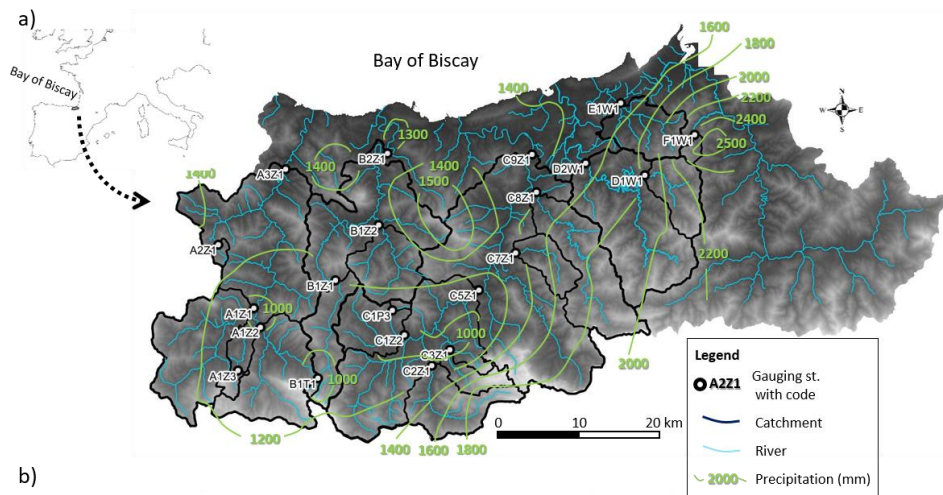 a)
Bay of Biscay
Bay of Biscay
1600
1800
2000
2200
2400
2500
1400
1300
1400
1400
1500
1400
E1W1
F1W1
B2Z1
C9Z1
D2W1
A3Z1
D1W1
C8Z1
B1Z2
A2Z1
C7Z1
2200
B1Z1
C5Z1
A1Z1
1000
C1P3
A1Z2
1000
C1Z2
C3Z1
C2Z1
A1Z3
B1T1
1000
2000
1200
1400
1600
1800
W E
N
S
0 10 20 km
Legend
A2Z1 Gauging st.
with code
Catchment
River
2000 Precipitation (mm)
b)